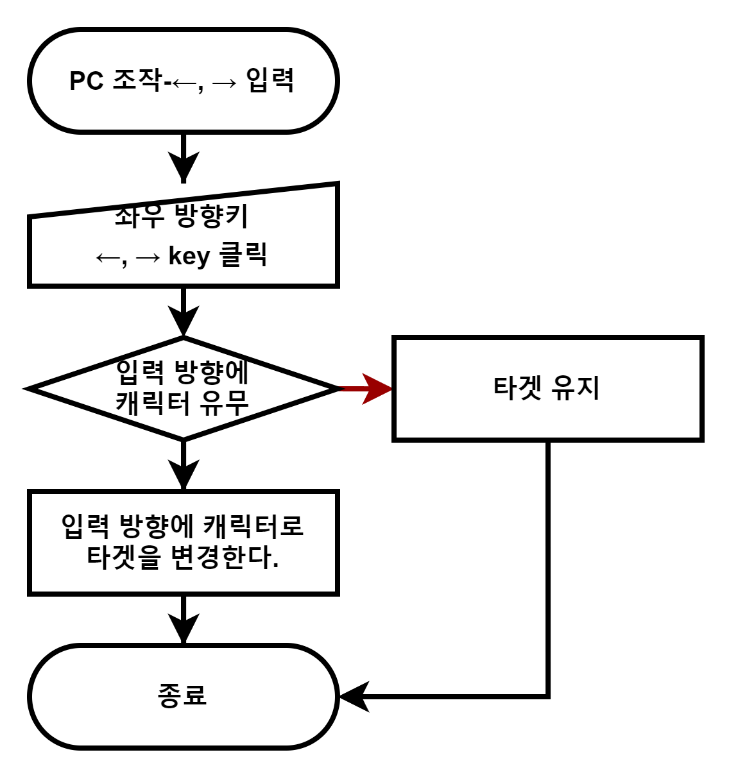 PC 조작-←, → 입력
좌우 방향키
←, → key 클릭
입력 방향에
캐릭터 유무
타겟 유지
입력 방향에 캐릭터로
타겟을 변경한다.
종료